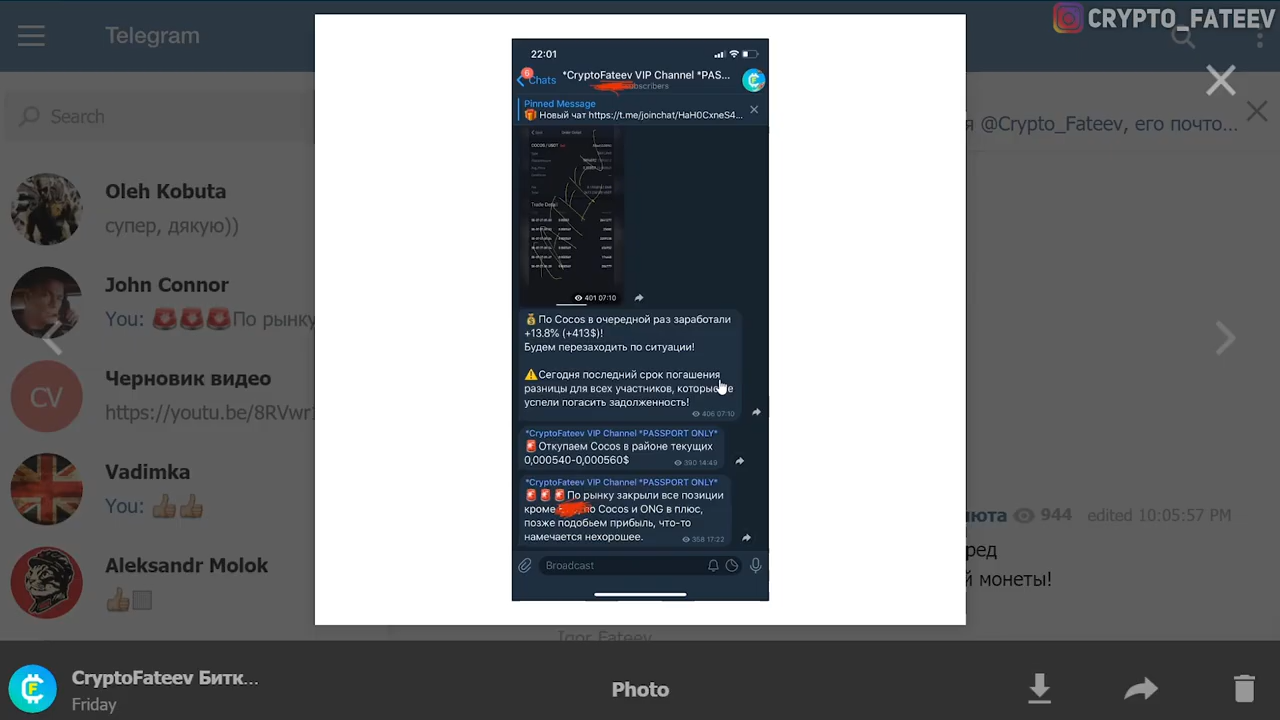 CRYPTO_FATEEV
Telegram
Search
Oleh Kobuta
супер, дякую))
John Connor
You: 🚨🚨🚨По рынку
CV
Черновик видео
https://youtu.be/8RVwr
Vadimka
You: 👍👍
Aleksandr Molok
22:01
6
Chats
*CryptoFateev VIP Channel *PAS...
Pinned Message
🎁 Новый чат https://t.me/joinchat/HaH0CxneS4...
COCOS / USDT
Trade Detail
401 07:10
💰По Cocos в очередной раз заработали
+13.8% (+413$)!
Будем перезаходить по ситуации!
⚠️Сегодня последний срок погашения
разницы для всех участников, которые не
успели погасить задолженность!
406 07:10
*CryptoFateev VIP Channel *PASSPORT ONLY*
🚨Откупаем Cocos в районе текущих
0,000540-0,000560$
390 14:49
*CryptoFateev VIP Channel *PASSPORT ONLY*
🚨🚨🚨По рынку закрыли все позиции
кроме по Cocos и ONG в плюс,
позже подобьем прибыль, что-то
намечается нехорошее.
358 17:22
Broadcast
я @Crypto_Fateev, его почто...
944
edited 10:05:57 PM
й монеты!
Igor Fateev
CryptoFateev Битк...
Friday
Photo